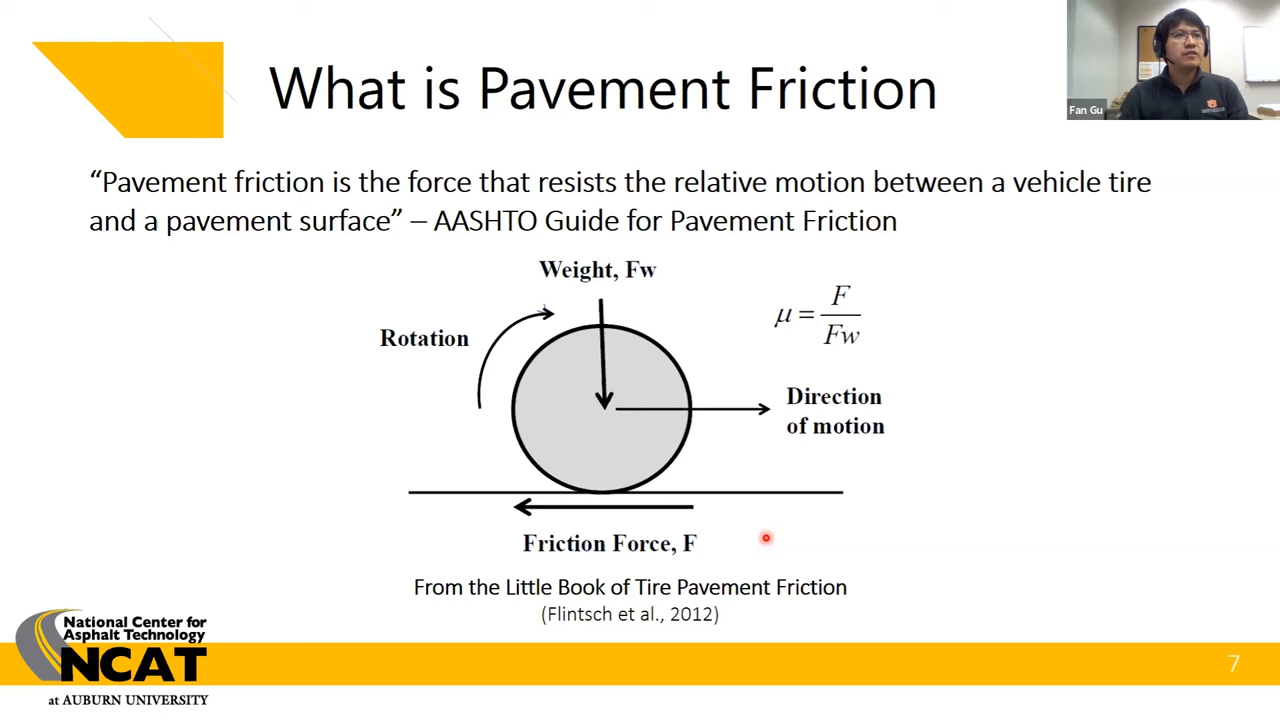 What is Pavement Friction
Fan Gu
“Pavement friction is the force that resists the relative motion between a vehicle tire
and a pavement surface” – AASHTO Guide for Pavement Friction
Weight, Fw
Rotation
μ = F / Fw
Direction
of motion
Friction Force, F
From the Little Book of Tire Pavement Friction
(Flintsch et al., 2012)
National Center for
Asphalt Technology
NCAT
at AUBURN UNIVERSITY
7